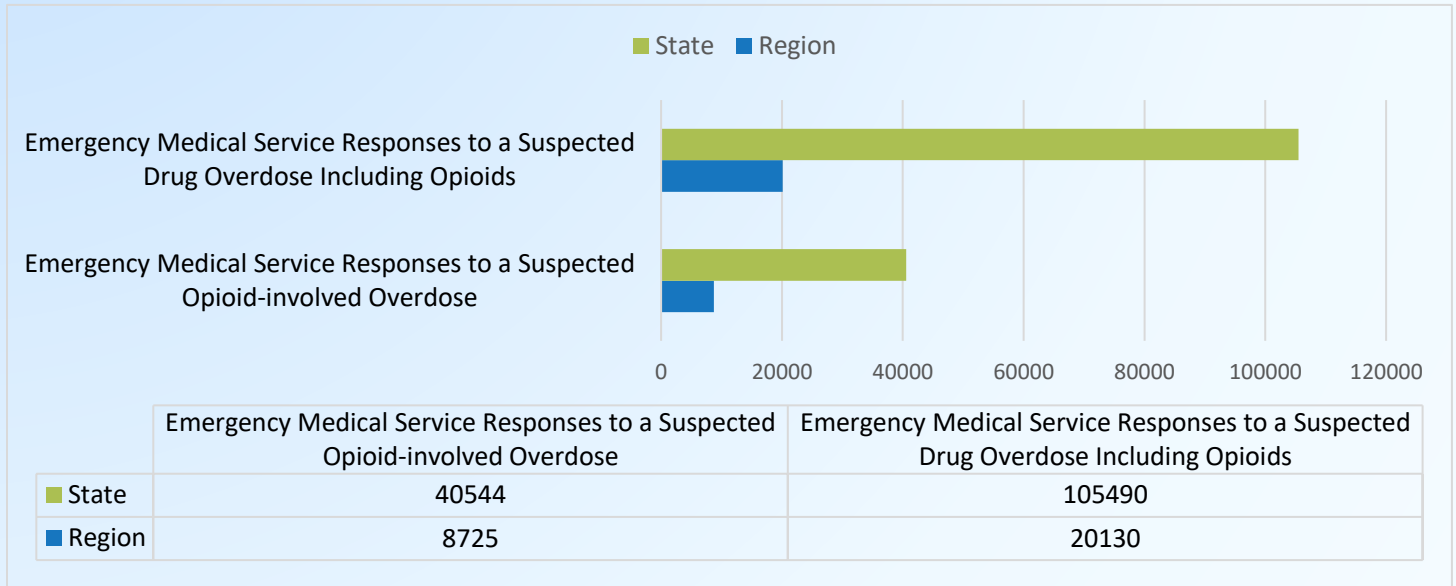 State Region
Emergency Medical Service Responses to a Suspected
Drug Overdose Including Opioids
Emergency Medical Service Responses to a Suspected
Opioid-involved Overdose
0 20000 40000 60000 80000 100000 120000
Emergency Medical Service Responses to a Suspected
Opioid-involved Overdose
Emergency Medical Service Responses to a Suspected
Drug Overdose Including Opioids
State 40544 105490
Region 8725 20130